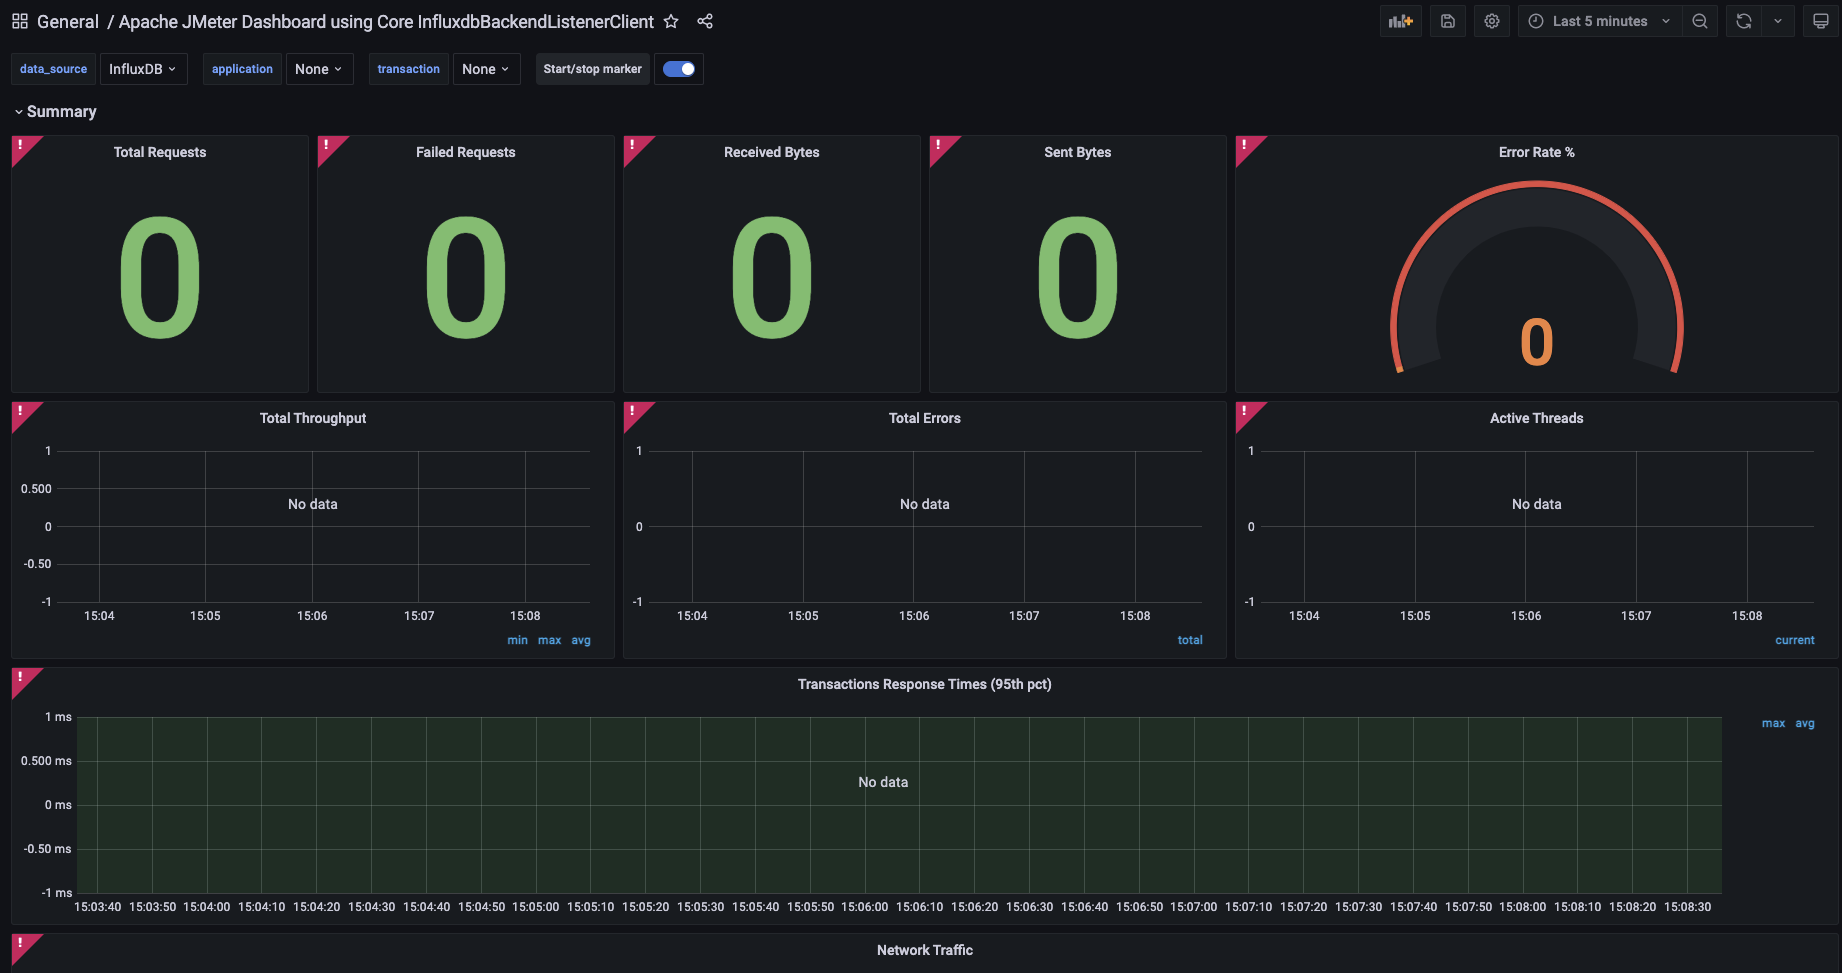 General / Apache JMeter Dashboard using Core InfluxdbBackendListenerClient
Last 5 minutes
data_source InfluxDB application None transaction None Start/stop marker
Summary
! Total Requests
0
! Failed Requests
0
! Received Bytes
0
! Sent Bytes
0
! Error Rate %
0
! Total Throughput
1
0.500
No data
0
-0.50
-1
15:04 15:05 15:06 15:07 15:08
min max avg
! Total Errors
1
No data
0
-1
15:04 15:05 15:06 15:07 15:08
total
! Active Threads
1
No data
0
-1
15:04 15:05 15:06 15:07 15:08
current
! Transactions Response Times (95th pct)
1 ms
max avg
0.500 ms
No data
0 ms
-0.50 ms
-1 ms
15:03:40 15:03:50 15:04:00 15:04:10 15:04:20 15:04:30 15:04:40 15:04:50 15:05:00 15:05:10 15:05:20 15:05:30 15:05:40 15:05:50 15:06:00 15:06:10 15:06:20 15:06:30 15:06:40 15:06:50 15:07:00 15:07:10 15:07:20 15:07:30 15:07:40 15:07:50 15:08:00 15:08:10 15:08:20 15:08:30
! Network Traffic